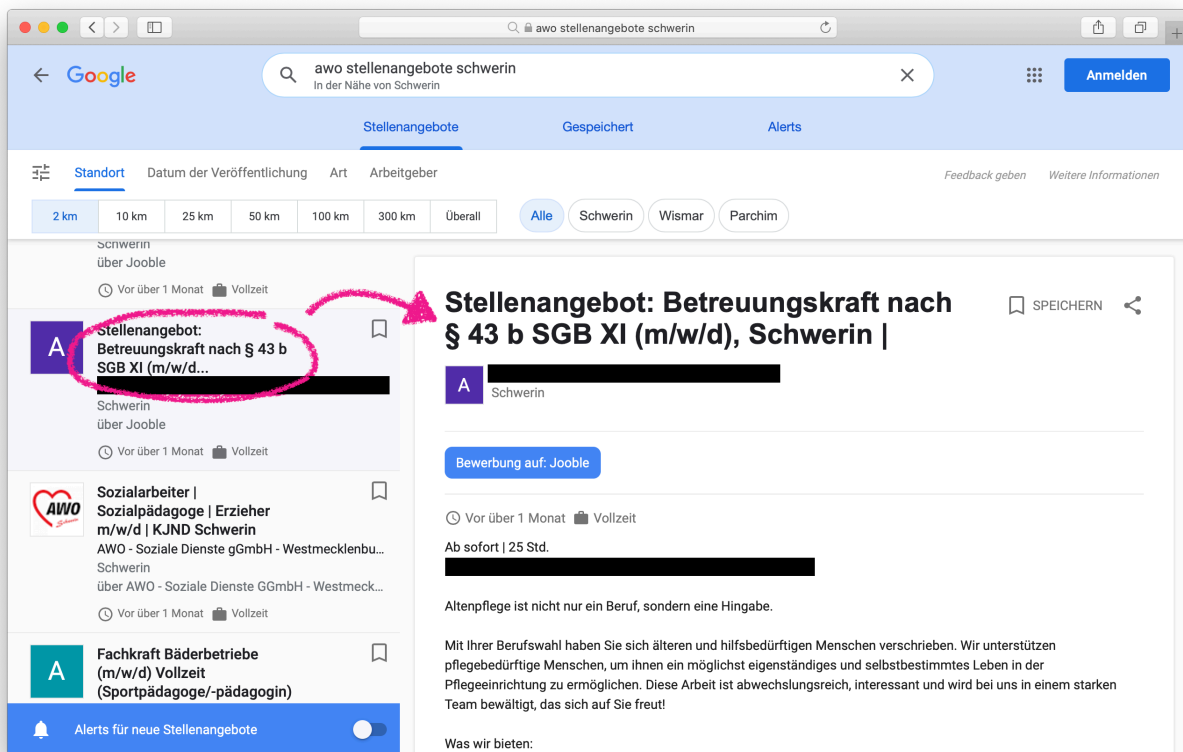 awo stellenangebote schwerin
Google
awo stellenangebote schwerin
In der Nähe von Schwerin
Anmelden
Stellenangebote Gespeichert Alerts
Standort Datum der Veröffentlichung Art Arbeitgeber
Feedback geben Weitere Informationen
2 km 10 km 25 km 50 km 100 km 300 km Überall
Alle Schwerin Wismar Parchim
Schwerin
über Jooble
Vor über 1 Monat Vollzeit
A
Stellenangebot:
Betreuungskraft nach § 43 b
SGB XI (m/w/d...
Schwerin
über Jooble
Vor über 1 Monat Vollzeit
AWO
Schwerin
Sozialarbeiter |
Sozialpädagoge | Erzieher
m/w/d | KJND Schwerin
AWO - Soziale Dienste gGmbH - Westmecklenbu...
Schwerin
über AWO - Soziale Dienste GGmbH - Westmeck...
Vor über 1 Monat Vollzeit
A
Fachkraft Bäderbetriebe
(m/w/d) Vollzeit
(Sportpädagoge/-pädagogin)
Alerts für neue Stellenangebote
Stellenangebot: Betreuungskraft nach
§ 43 b SGB XI (m/w/d), Schwerin |
SPEICHERN
A
Schwerin
Bewerbung auf: Jooble
Vor über 1 Monat Vollzeit
Ab sofort | 25 Std.
Altenpflege ist nicht nur ein Beruf, sondern eine Hingabe.
Mit Ihrer Berufswahl haben Sie sich älteren und hilfsbedürftigen Menschen verschrieben. Wir unterstützen
pflegebedürftige Menschen, um ihnen ein möglichst eigenständiges und selbstbestimmtes Leben in der
Pflegeeinrichtung zu ermöglichen. Diese Arbeit ist abwechslungsreich, interessant und wird bei uns in einem starken
Team bewältigt, das sich auf Sie freut!
Was wir bieten: